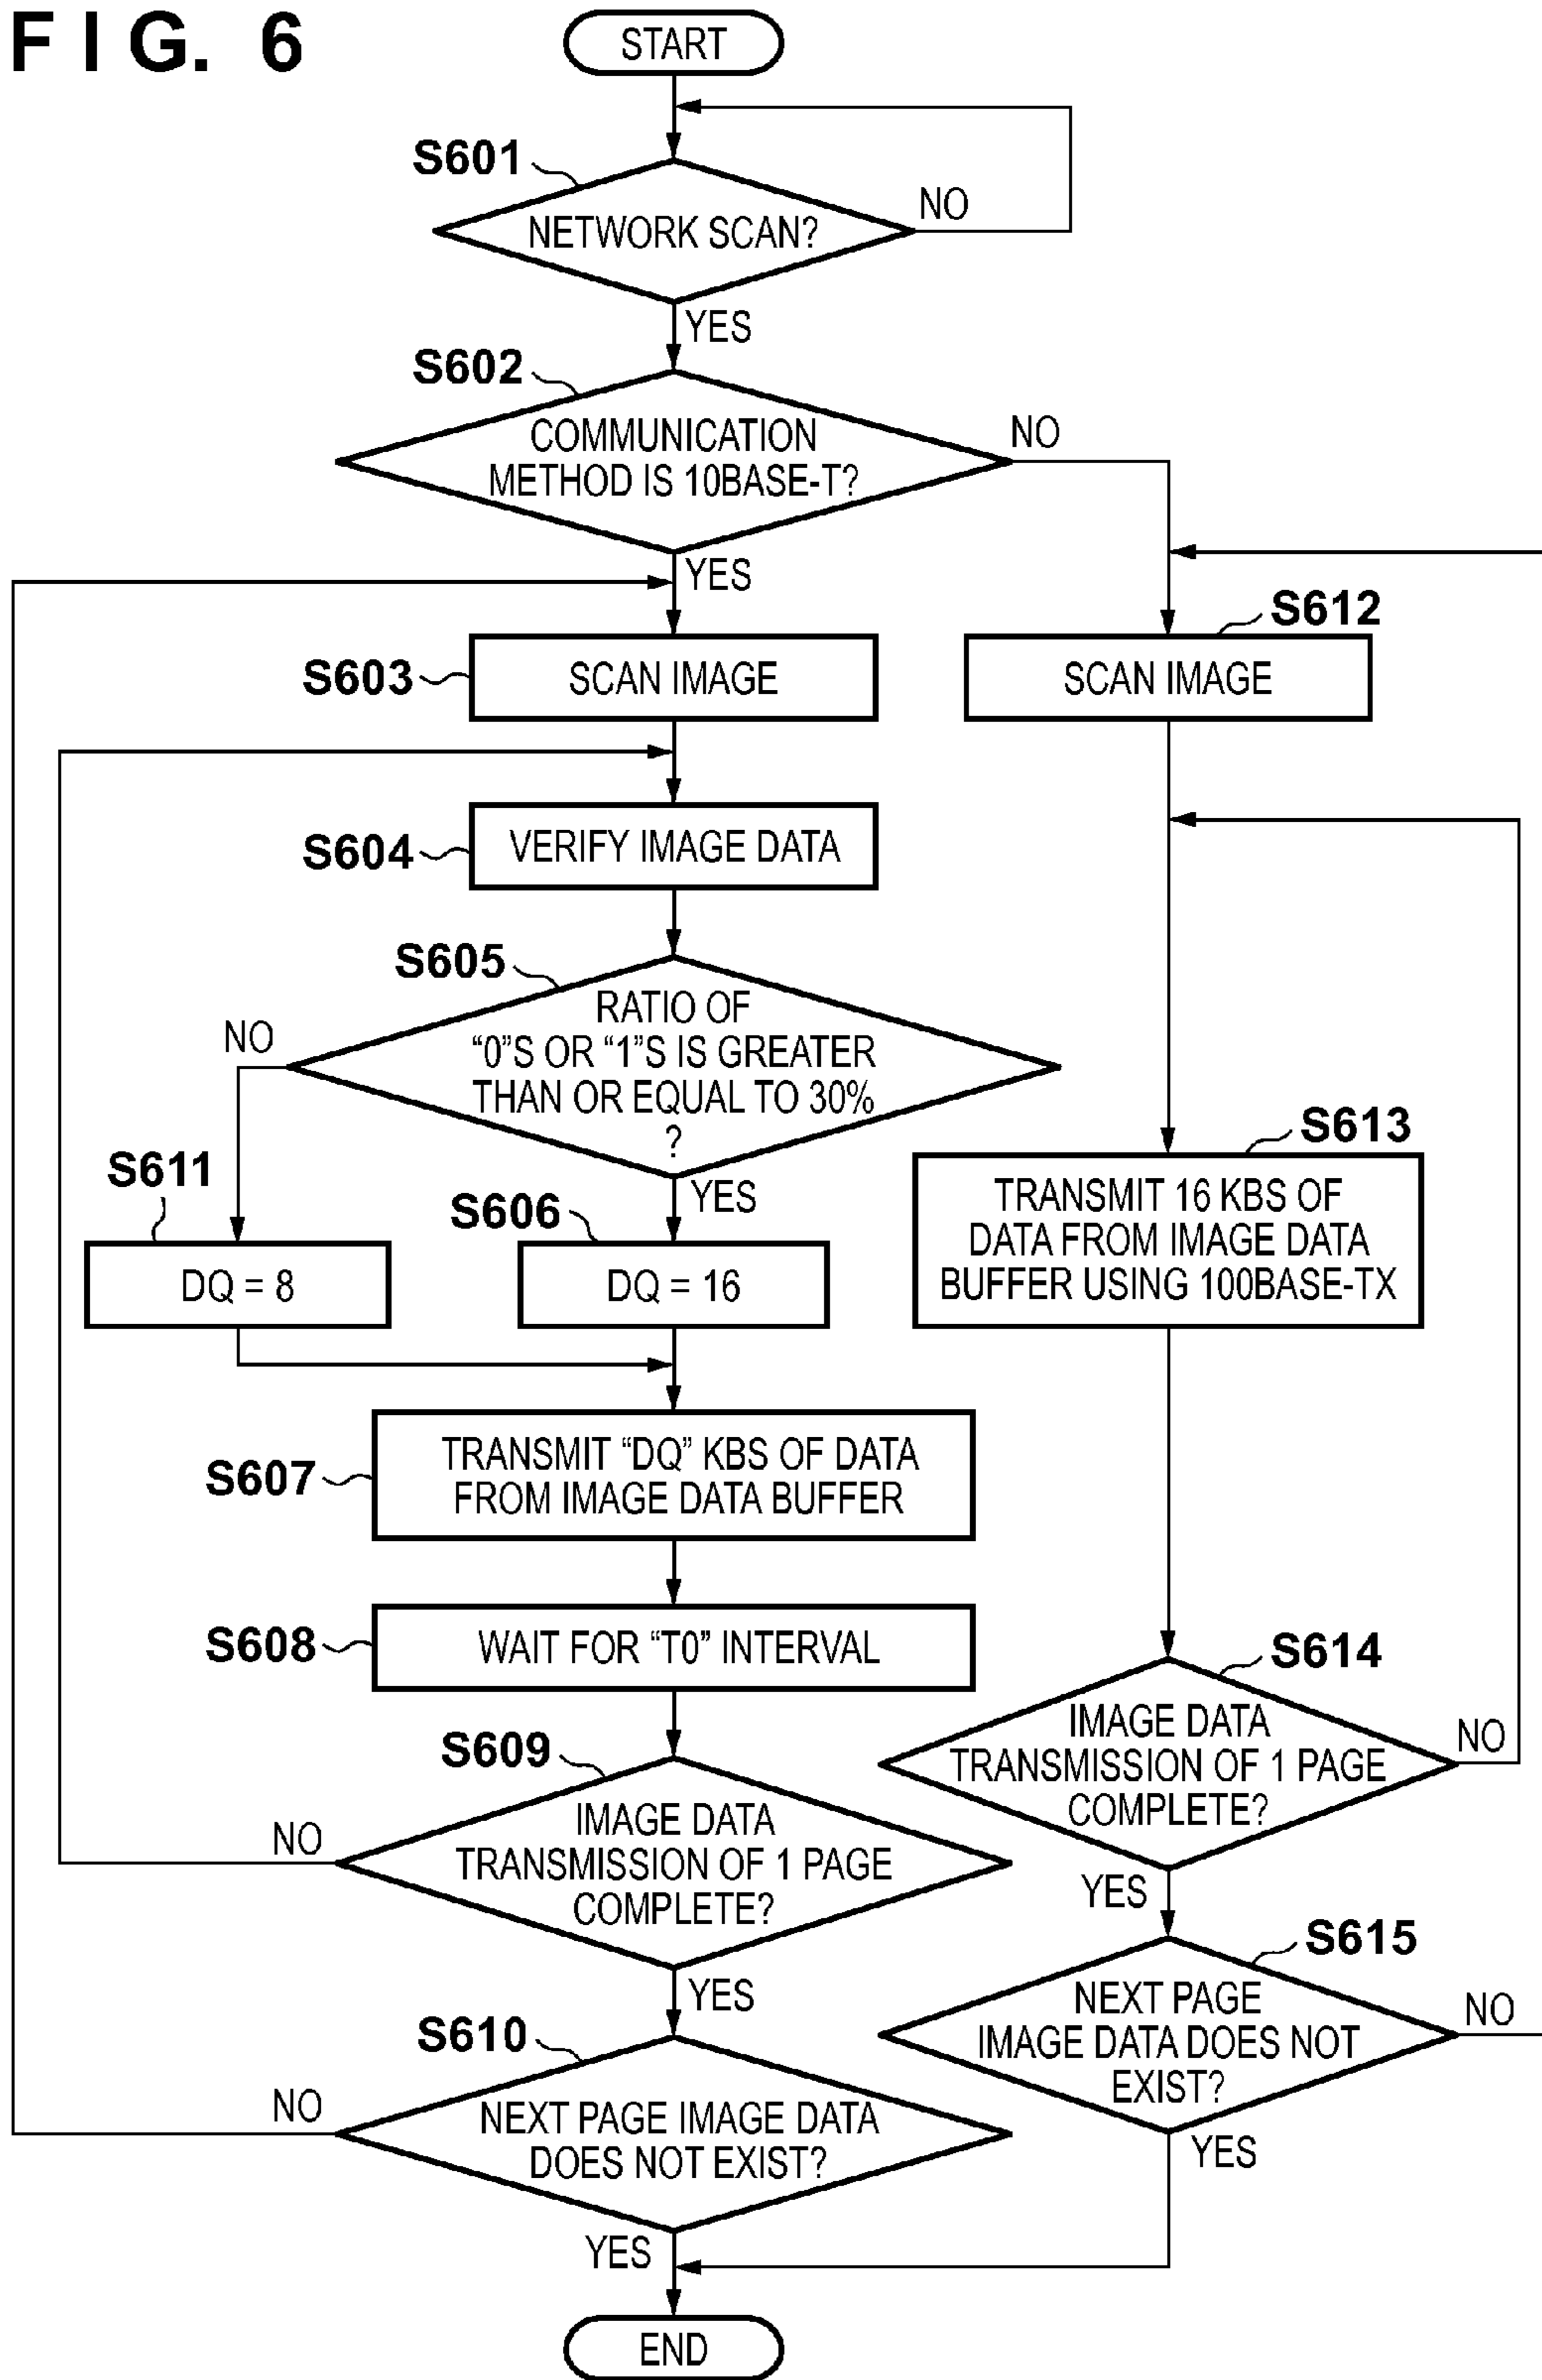 FIG. 6
START
S601
NETWORK SCAN?
NO
YES
S602
COMMUNICATION
METHOD IS 10BASE-T?
NO
YES
S603
SCAN IMAGE
S612
SCAN IMAGE
S604
VERIFY IMAGE DATA
S605
RATIO OF
“0”S OR “1”S IS GREATER
THAN OR EQUAL TO 30%
?
NO
YES
S611
DQ = 8
S606
DQ = 16
S613
TRANSMIT 16 KBS OF
DATA FROM IMAGE DATA
BUFFER USING 100BASE-TX
S607
TRANSMIT “DQ” KBS OF DATA
FROM IMAGE DATA BUFFER
S608
WAIT FOR “T0” INTERVAL
S614
IMAGE DATA
TRANSMISSION OF 1 PAGE
COMPLETE?
NO
YES
S609
IMAGE DATA
TRANSMISSION OF 1 PAGE
COMPLETE?
NO
YES
S615
NEXT PAGE
IMAGE DATA DOES NOT
EXIST?
NO
YES
S610
NEXT PAGE IMAGE DATA
DOES NOT EXIST?
NO
YES
END